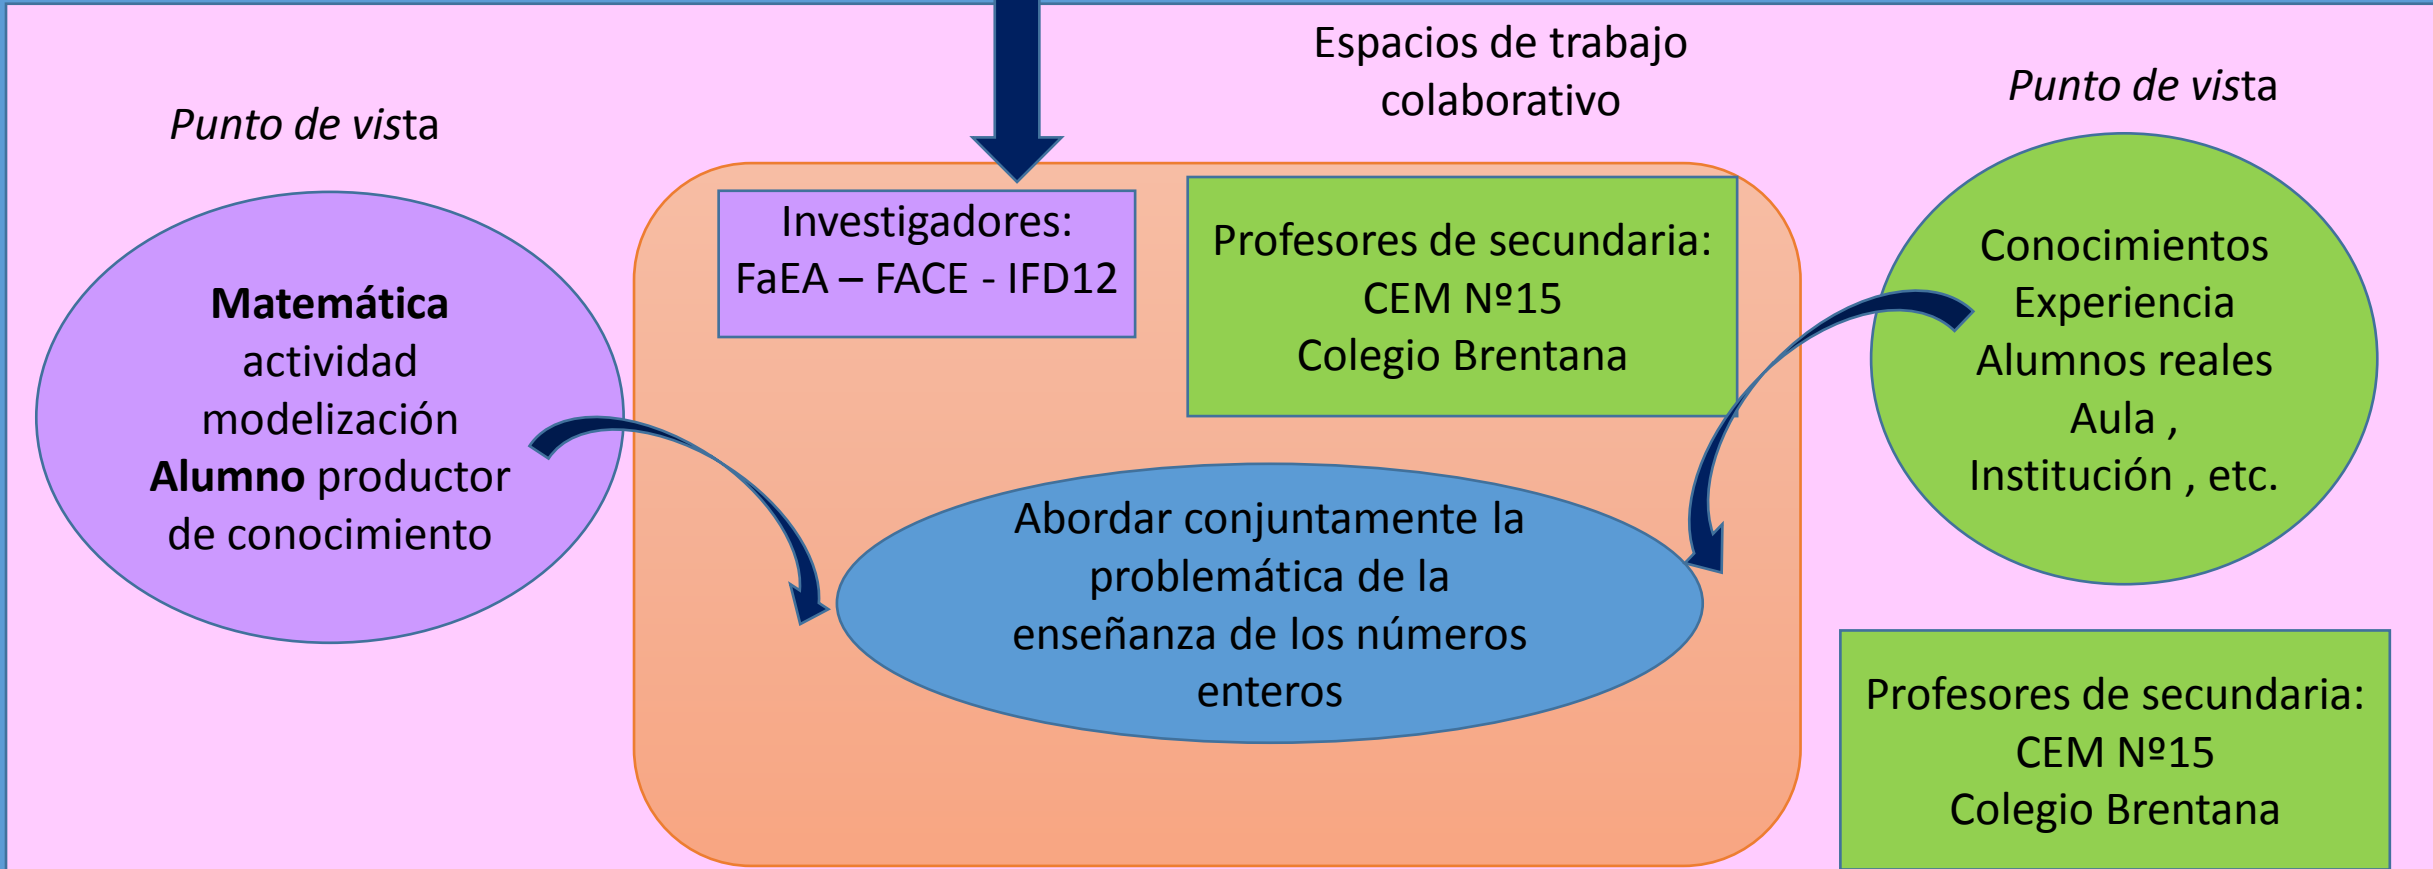 Punto de vista
Matemática
actividad
modelización
Alumno productor
de conocimiento
Espacios de trabajo
colaborativo
Investigadores:
FaEA – FACE - IFD12
Profesores de secundaria:
CEM Nº15
Colegio Brentana
Abordar conjuntamente la
problemática de la
enseñanza de los números
enteros
Punto de vista
Conocimientos
Experiencia
Alumnos reales
Aula ,
Institución , etc.
Profesores de secundaria:
CEM Nº15
Colegio Brentana